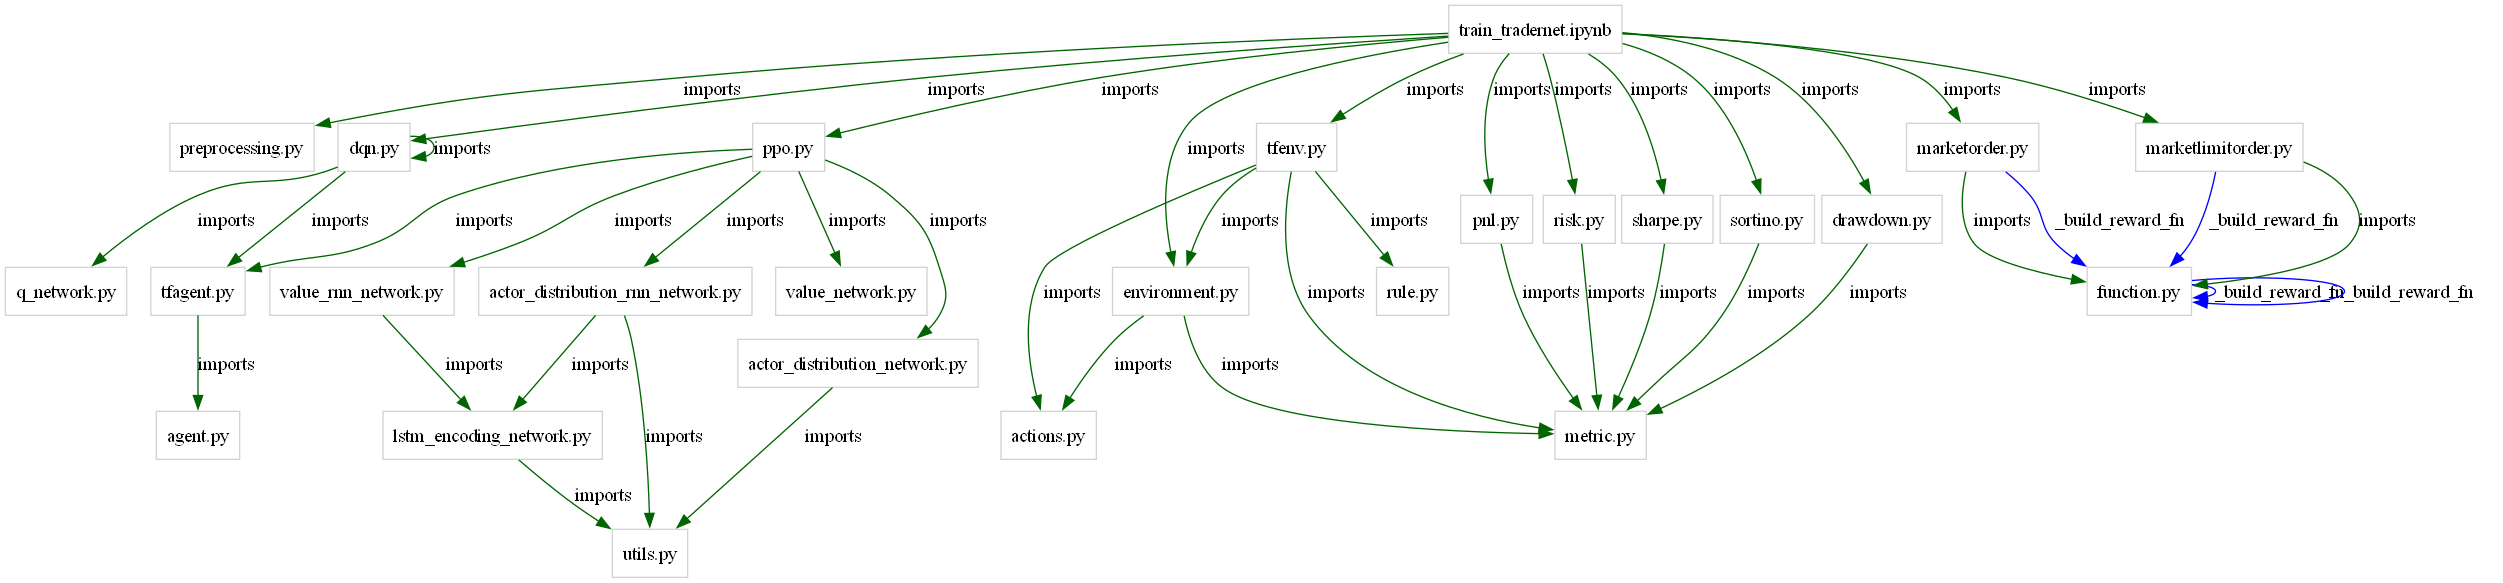 train_tradernet.ipynb
imports
imports
imports
imports
imports
imports
imports
imports
imports
imports
imports
preprocessing.py
dqn.py
imports
ppo.py
imports
tfenv.py
marketorder.py
marketlimitorder.py
imports
imports
imports
imports
imports
imports
imports
imports
imports
pnl.py
risk.py
sharpe.py
sortino.py
drawdown.py
imports
_build_reward_fn
_build_reward_fn
imports
q_network.py
tfagent.py
value_rnn_network.py
actor_distribution_rnn_network.py
value_network.py
imports
environment.py
imports
rule.py
imports
imports
imports
imports
imports
function.py
_build_reward_fn
_build_reward_fn
imports
imports
imports
actor_distribution_network.py
imports
imports
agent.py
lstm_encoding_network.py
imports
imports
actions.py
metric.py
imports
utils.py